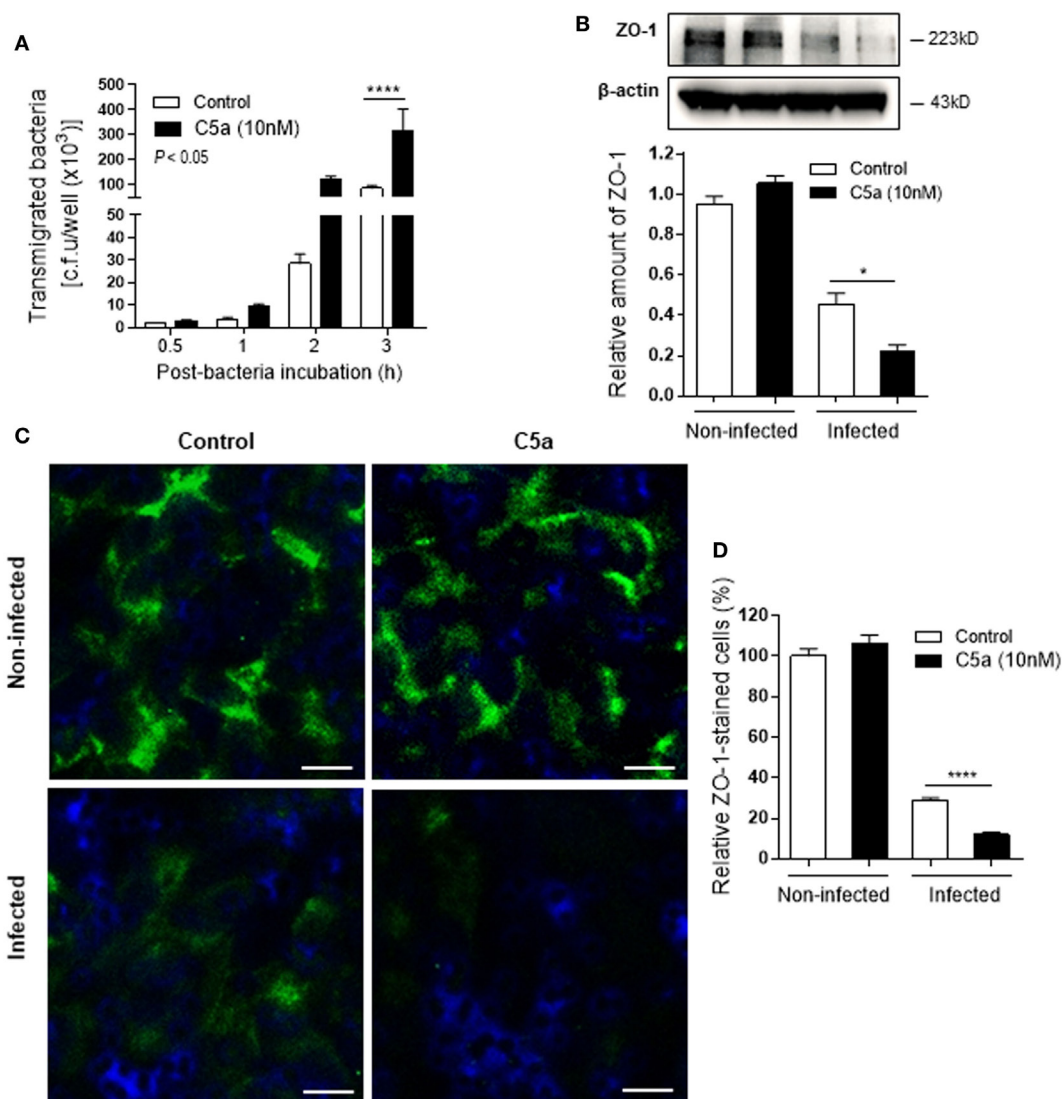 A
Transmigrated bacteria
[c.f.u/well (x10³)]
500
400
300
200
100
50
40
30
20
10
0
Control
C5a (10nM)
P < 0.05
****
0.5 1 2 3
Post-bacteria incubation (h)
B
ZO-1
223kD
β-actin
43kD
Relative amount of ZO-1
1.2
1.0
0.8
0.6
0.4
0.2
0.0
Control
C5a (10nM)
*
Non-infected Infected
C
Control C5a
Non-infected
Infected
D
Relative ZO-1-stained cells (%)
120
100
80
60
40
20
0
Control
C5a (10nM)
****
Non-infected Infected